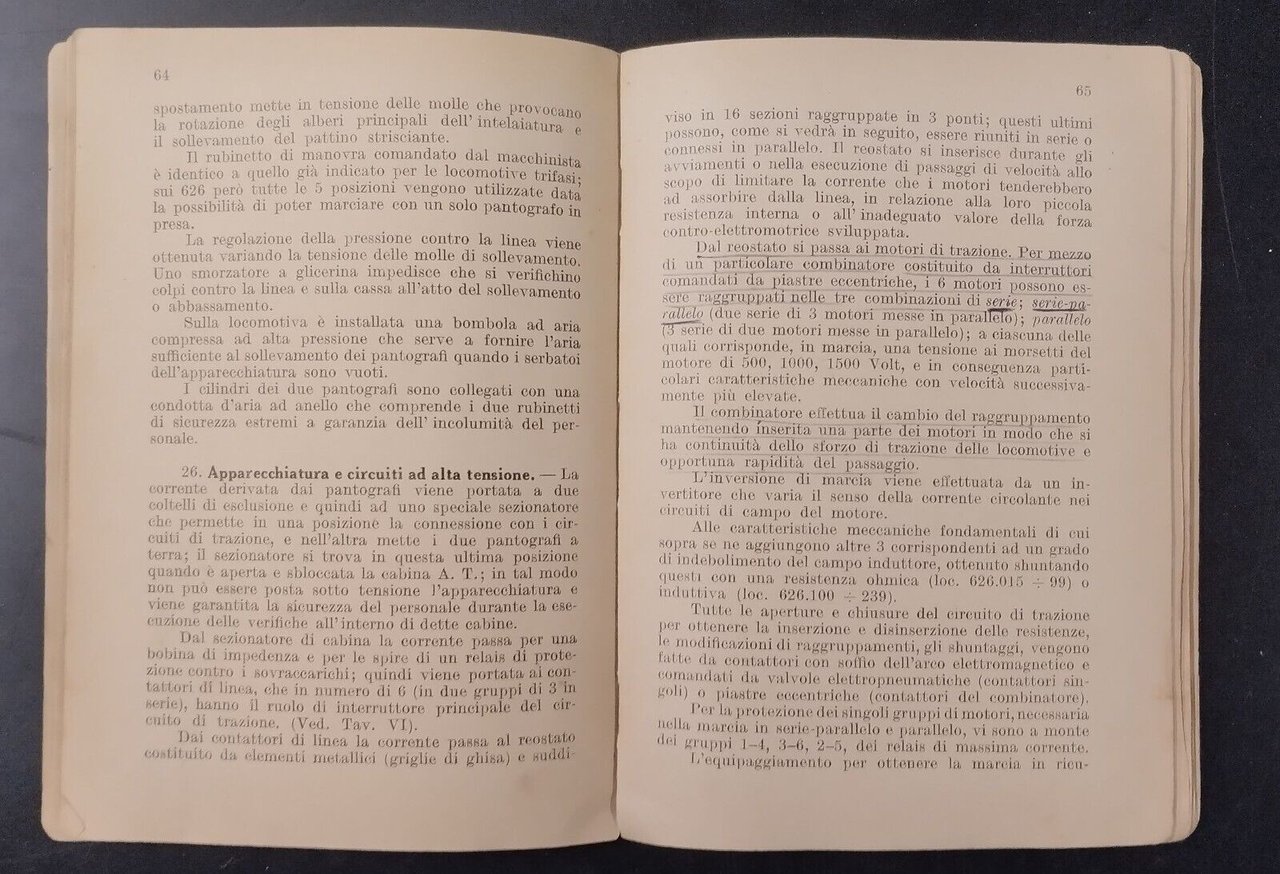 64
spostamento mette in tensione delle molle che provocano
la rotazione degli alberi principali dell'intelaiatura e
il sollevamento del pattino strisciante.
Il rubinetto di manovra comandato dal macchinista
è identico a quello già indicato per le locomotive trifasi;
sui 626 però tutte le 5 posizioni vengono utilizzate data
la possibilità di poter marciare con un solo pantografo in
presa.
La regolazione della pressione contro la linea viene
ottenuta variando la tensione delle molle di sollevamento.
Uno smorzatore a glicerina impedisce che si verifichino
colpi contro la linea e sulla cassa all'atto del sollevamento
o abbassamento.
Sulla locomotiva è installata una bombola ad aria
compressa ad alta pressione che serve a fornire l'aria
sufficiente al sollevamento dei pantografi quando i serbatoi
dell'apparecchiatura sono vuoti.
I cilindri dei due pantografi sono collegati con una
condotta d'aria ad anello che comprende i due rubinetti
di sicurezza estremi a garanzia dell'incolumità del per-
sonale.
26. Apparecchiatura e circuiti ad alta tensione. — La
corrente derivata dai pantografi viene portata a due
coltelli di esclusione e quindi ad uno speciale sezionatore
che permette in una posizione la connessione con i cir-
cuiti di trazione, e nell'altra mette i due pantografi a
terra; il sezionatore si trova in questa ultima posizione
quando è aperta e sbloccata la cabina A. T.; in tal modo
non può essere posta sotto tensione l'apparecchiatura e
viene garantita la sicurezza del personale durante la ese-
cuzione delle verifiche all'interno di dette cabine.
Dal sezionatore di cabina la corrente passa per una
bobina di impedenza e per le spire di un relais di prote-
zione contro i sovraccarichi; quindi viene portata ai con-
tattori di linea, che in numero di 6 (in due gruppi di 3 in
serie), hanno il ruolo di interruttore principale del cir-
cuito di trazione. (Ved. Tav. VI).
Dai contattori di linea la corrente passa al reostato
costituito da elementi metallici (griglie di ghisa) e suddi-
65
viso in 16 sezioni raggruppate in 3 ponti; questi ultimi
possono, come si vedrà in seguito, essere riuniti in serie o
connessi in parallelo. Il reostato si inserisce durante gli
avviamenti o nella esecuzione di passaggi di velocità allo
scopo di limitare la corrente che i motori tenderebbero
ad assorbire dalla linea, in relazione alla loro piccola
resistenza interna o all'inadeguato valore della forza
contro-elettromotrice sviluppata.
Dal reostato si passa ai motori di trazione. Per mezzo
di un particolare combinatore costituito da interruttori
comandati da piastre eccentriche, i 6 motori possono es-
sere raggruppati nelle tre combinazioni di serie; serie-pa-
rallelo (due serie di 3 motori messe in parallelo); parallelo
(3 serie di due motori messe in parallelo); a ciascuna delle
quali corrisponde, in marcia, una tensione ai morsetti del
motore di 500, 1000, 1500 Volt, e in conseguenza parti-
colari caratteristiche meccaniche con velocità successiva-
mente più elevate.
Il combinatore effettua il cambio del raggruppamento
mantenendo inserita una parte dei motori in modo che si
ha continuità dello sforzo di trazione delle locomotive e
opportuna rapidità del passaggio.
L'inversione di marcia viene effettuata da un in-
vertitore che varia il senso della corrente circolante nei
circuiti di campo del motore.
Alle caratteristiche meccaniche fondamentali di cui
sopra se ne aggiungono altre 3 corrispondenti ad un grado
di indebolimento del campo induttore, ottenuto shuntando
questi con una resistenza ohmica (loc. 626.015 ÷ 99) o
induttiva (loc. 626.100 ÷ 239).
Tutte le aperture e chiusure del circuito di trazione
per ottenere la inserzione e disinserzione delle resistenze,
le modificazioni di raggruppamenti, gli shuntaggi, vengono
fatte da contattori con soffio dell'arco elettromagnetico e
comandati da valvole elettropneumatiche (contattori sin-
goli) o piastre eccentriche (contattori del combinatore).
Per la protezione dei singoli gruppi di motori, necessaria
nella marcia in serie-parallelo e parallelo, vi sono a monte
dei gruppi 1–4, 3–6, 2–5, dei relais di massima corrente.
L'equipaggiamento per ottenere la marcia in ricu-